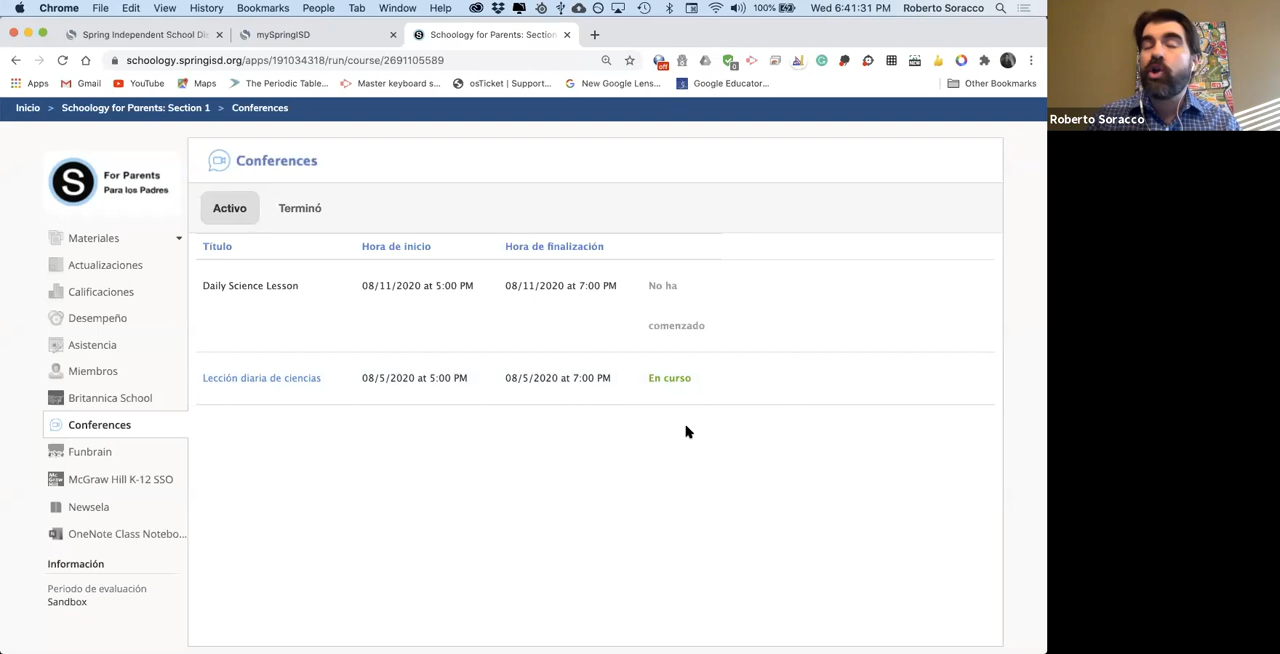 Chrome File Edit View History Bookmarks People Tab Window Help 100% Wed 6:41:31 PM Roberto Soracco
Spring Independent School Di mySpringISD Schoology for Parents: Section
schoology.springisd.org/apps/191034318/run/course/2691105589
Apps Gmail YouTube Maps The Periodic Table... Master keyboard s... osTicket | Support... New Google Lens... Google Educator... Other Bookmarks
Inicio > Schoology for Parents: Section 1 > Conferences
Roberto Soracco
Conferences
S For Parents
Para los Padres
Activo Terminó
Materiales
Título Hora de inicio Hora de finalización
Actualizaciones
Daily Science Lesson 08/11/2020 at 5:00 PM 08/11/2020 at 7:00 PM No ha
comenzado
Calificaciones
Desempeño
Asistencia
Miembros
Lección diaria de ciencias 08/5/2020 at 5:00 PM 08/5/2020 at 7:00 PM En curso
Britannica School
Conferences
Funbrain
McGraw Hill K-12 SSO
Newsela
OneNote Class Notebo...
Información
Periodo de evaluación
Sandbox